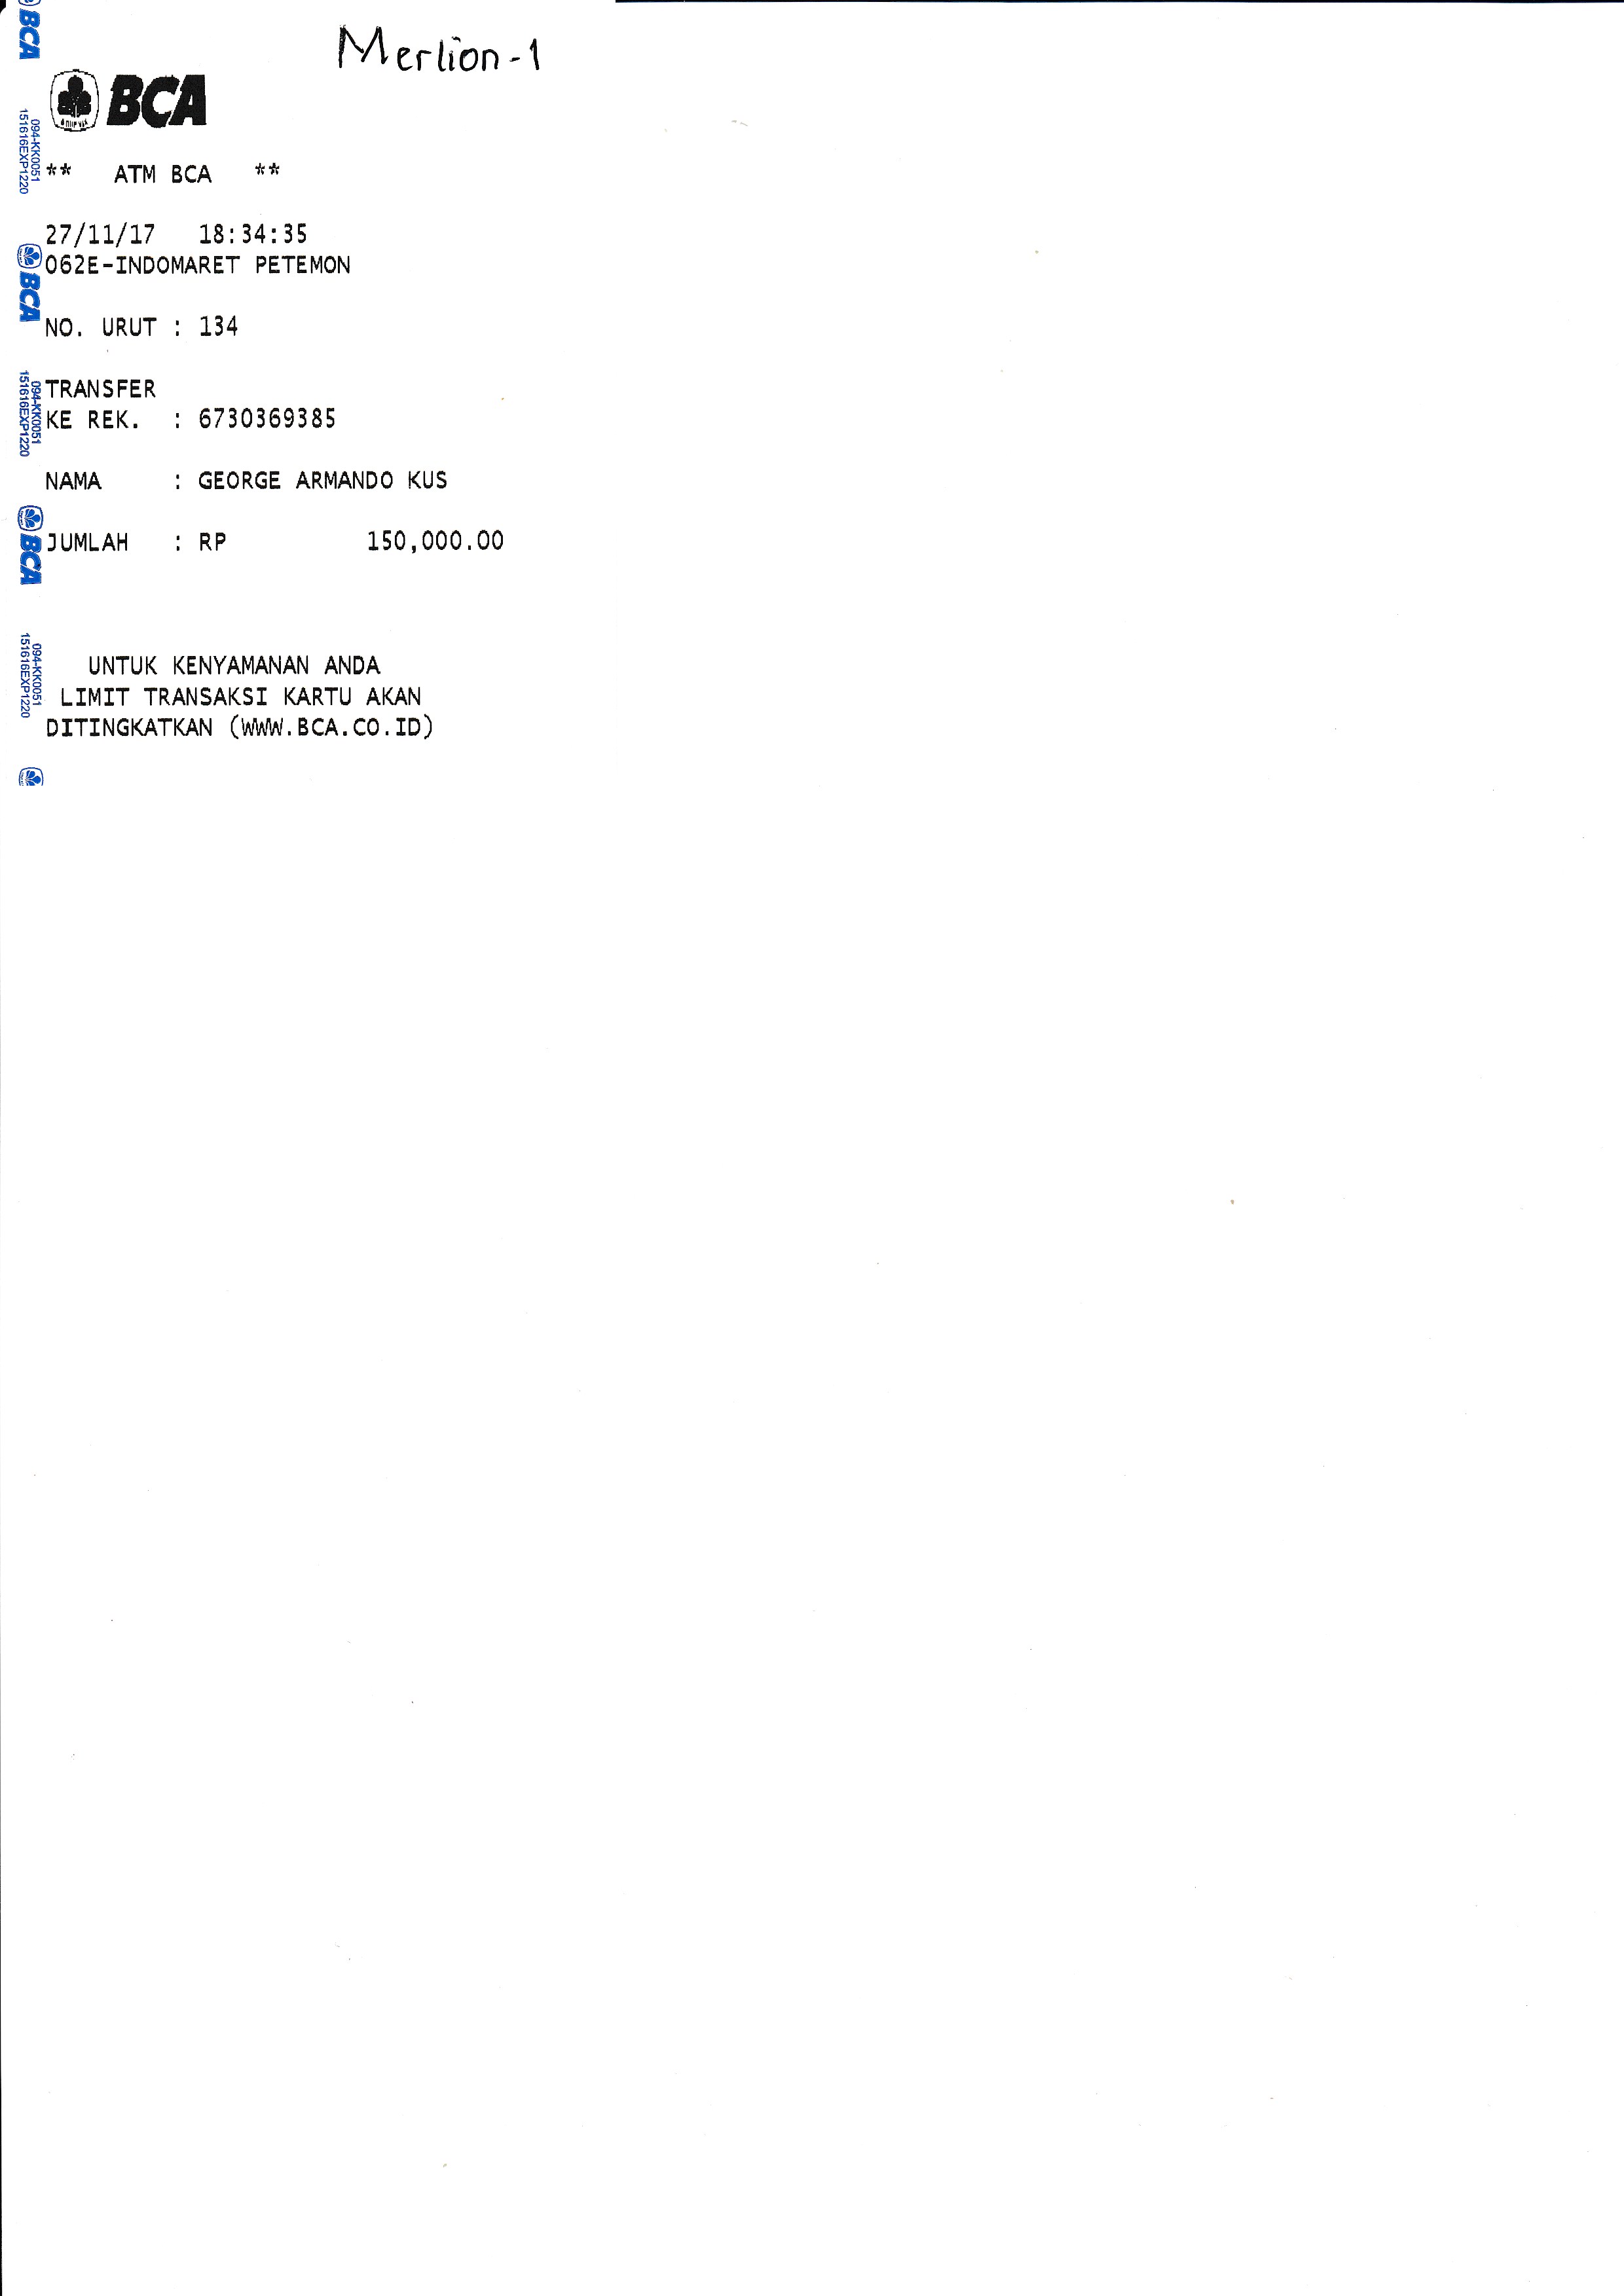 Merlion-1
BCA
** ATM BCA **
27/11/17 18:34:35
062E-INDOMARET PETEMON
NO. URUT : 134
TRANSFER
KE REK. : 6730369385
NAMA : GEORGE ARMANDO KUS
JUMLAH : RP 150,000.00
UNTUK KENYAMANAN ANDA
LIMIT TRANSAKSI KARTU AKAN
DITINGKATKAN (WWW.BCA.CO.ID)
BCA
094-KK0051
151616EXP1220
BCA
094-KK0051
151616EXP1220
BCA
094-KK0051
151616EXP1220